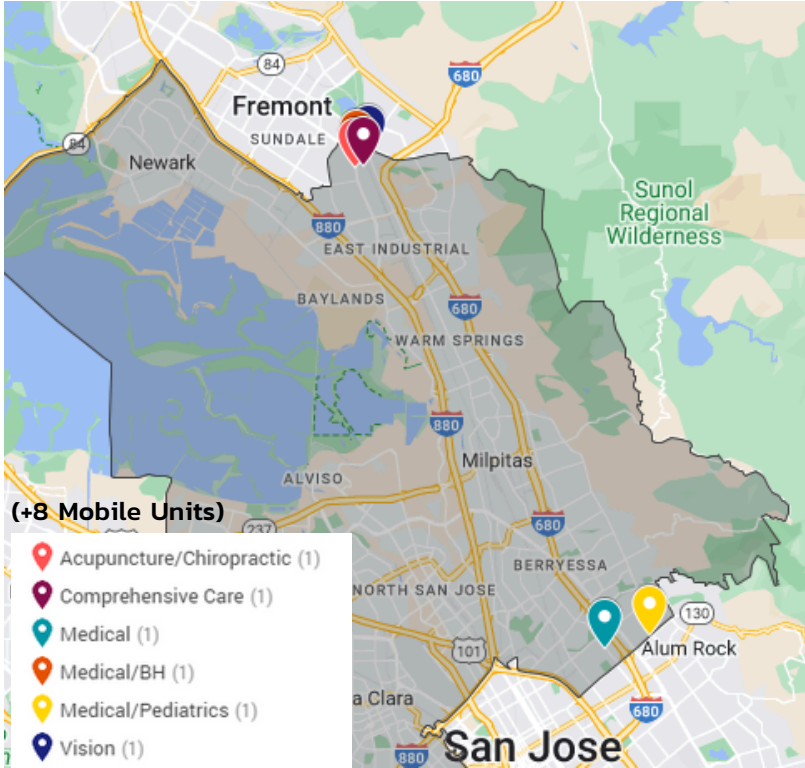 84
680
Fremont
SUNDALE
84
Newark
Sunol
Regional
Wilderness
880
EAST INDUSTRIAL
BAYLANDS
680
WARM SPRINGS
880
Milpitas
ALVISO
(+8 Mobile Units)
237
680
BERRYESSA
Acupuncture/Chiropractic (1)
Comprehensive Care (1)
NORTH SAN JOSE
Medical (1)
130
101
Alum Rock
Medical/BH (1)
a Clara
Medical/Pediatrics (1)
680
Vision (1)
880
San Jose